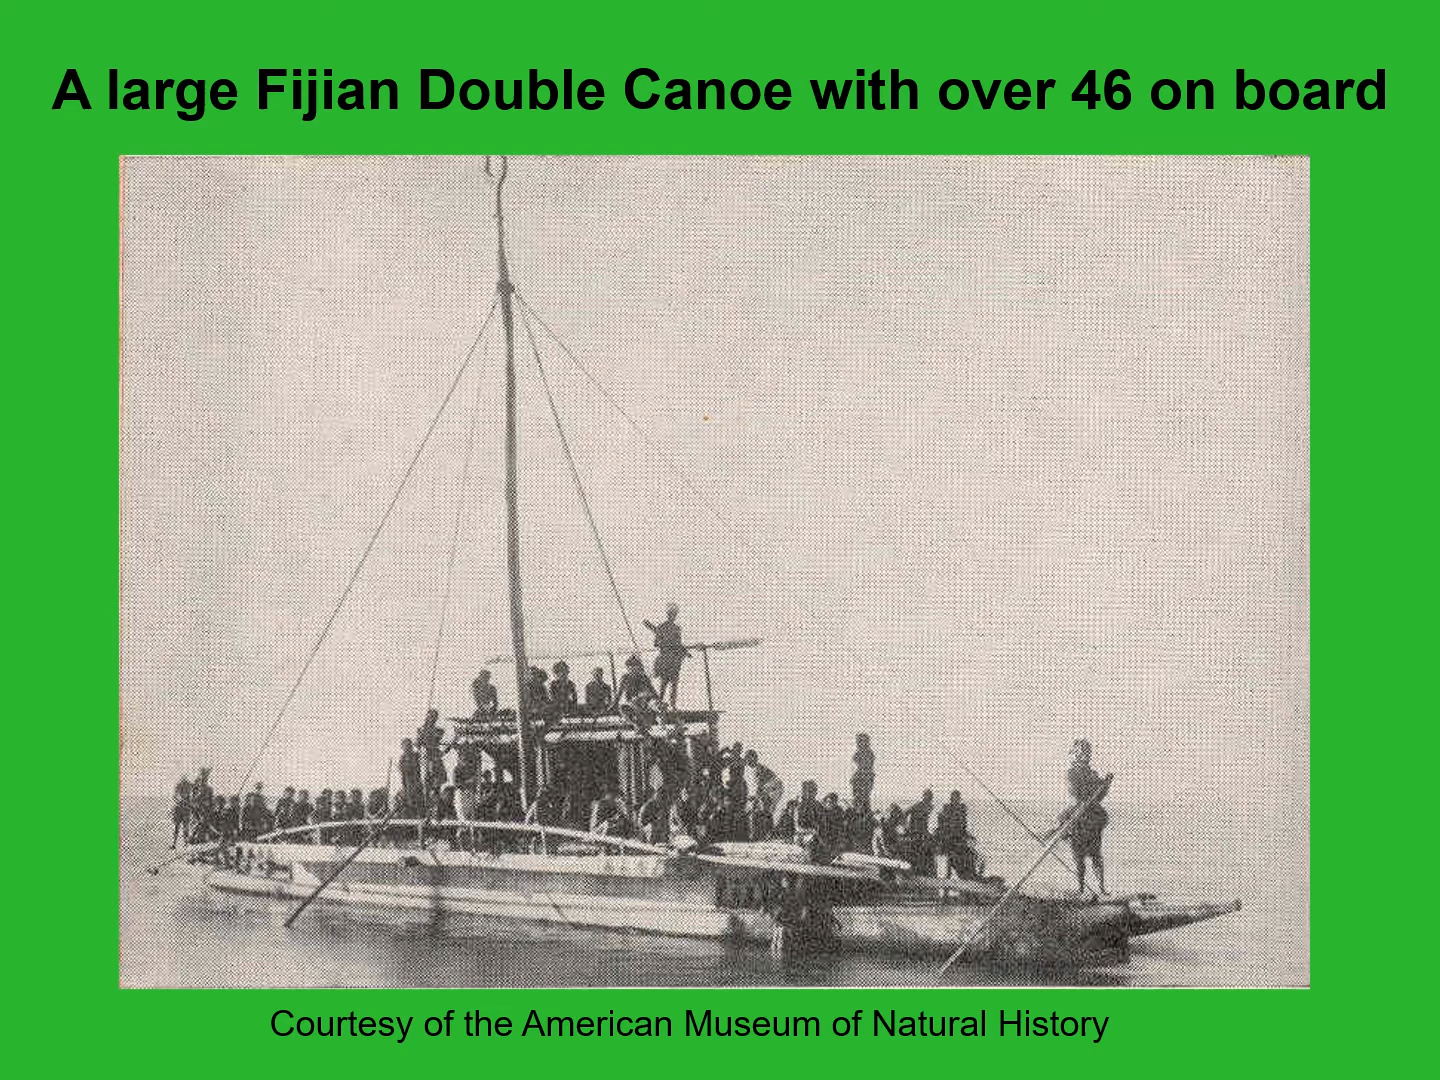 A large Fijian Double Canoe with over 46 on board
Courtesy of the American Museum of Natural History